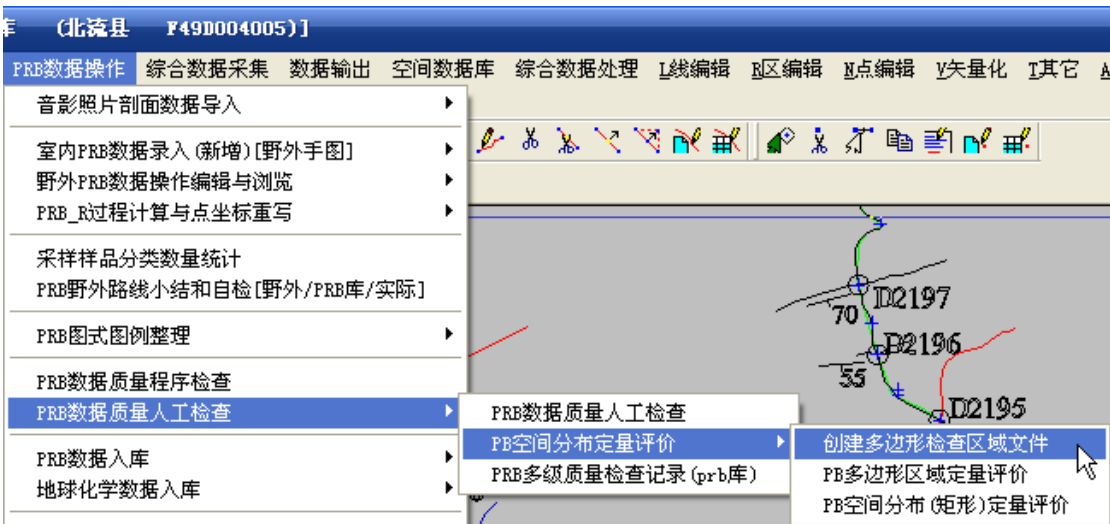 库 (北流县 F49D004005)]
PRB数据操作 综合数据采集 数据输出 空间数据库 综合数据处理 L线编辑 R区编辑 N点编辑 Y矢量化 I其它 A
音影照片剖面数据导入
室内PRB数据录入(新增)[野外手图]
野外PRB数据操作编辑与浏览
PRB_R过程计算与点坐标重写
采样样品分类数量统计
PRB野外路线小结和自检[野外/PRB库/实际]
PRB图式图例整理
PRB数据质量程序检查
PRB数据质量人工检查
PRB数据入库
地球化学数据入库
PRB数据质量人工检查
PB空间分布定量评价
PRB多级质量检查记录(prb库)
创建多边形检查区域文件
PB多边形区域定量评价
PB空间分布(矩形)定量评价
D2197
70
D2196
55
D2195